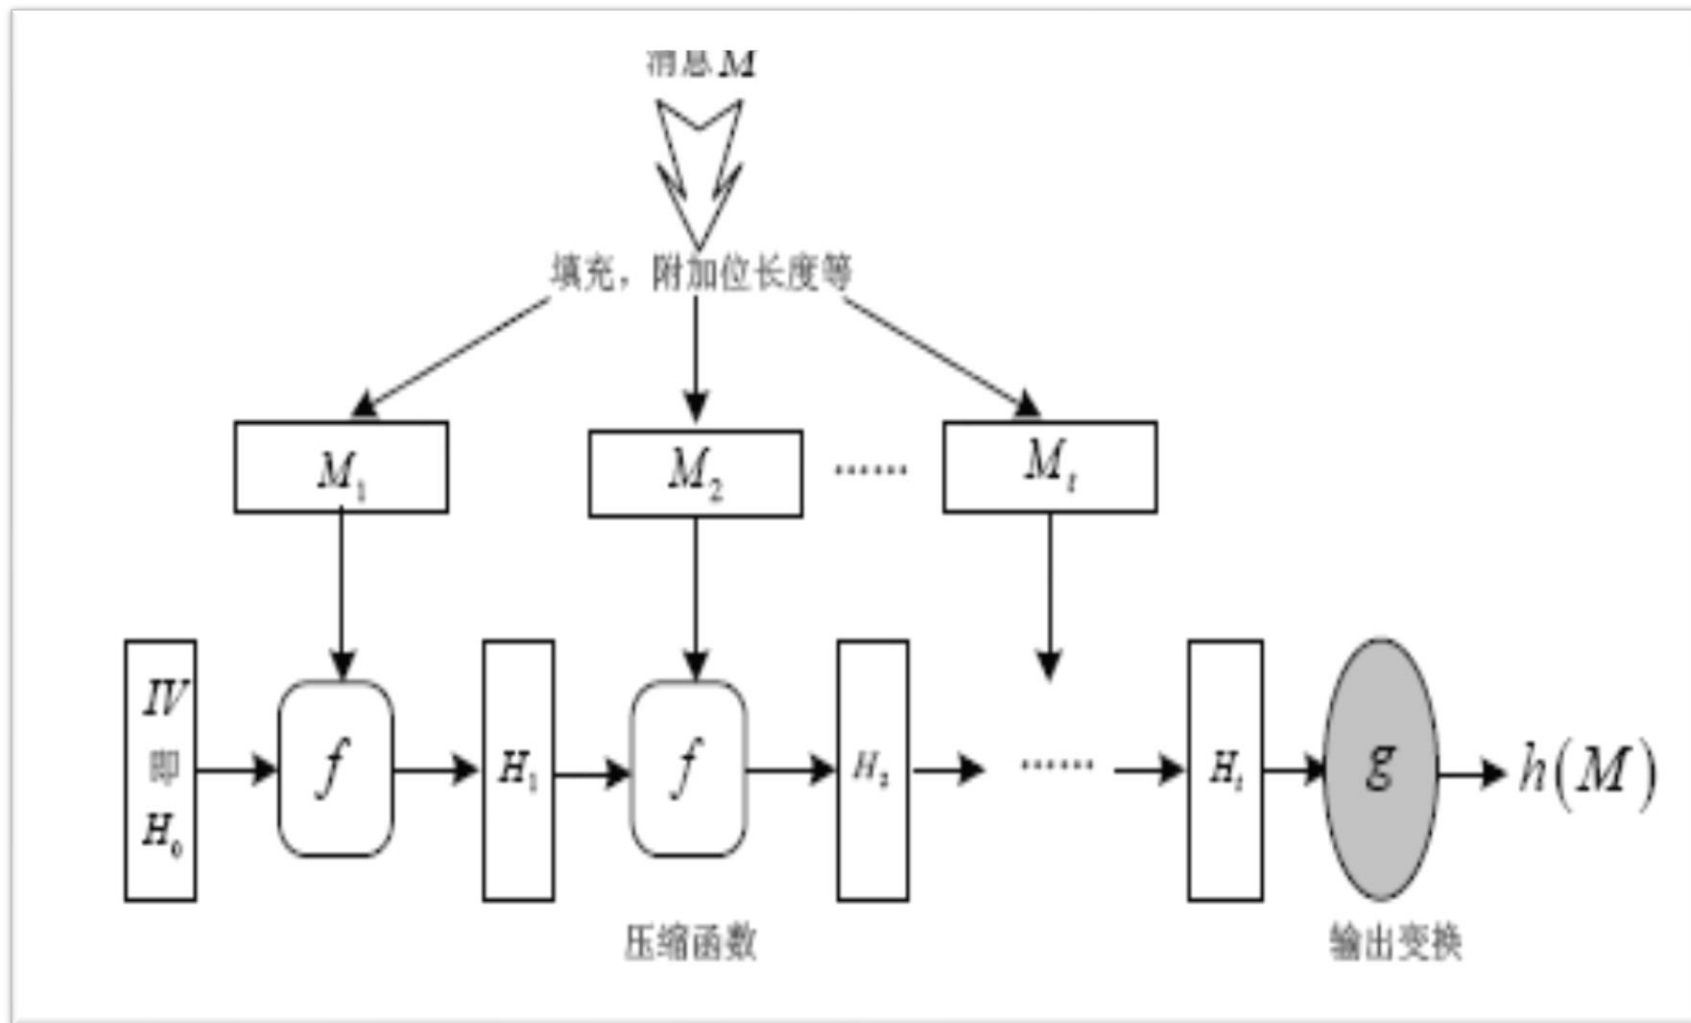 消息 M
填充，附加位长度等
M₁
M₂
……
Mₜ
IV
即
H₀
f
H₁
f
H₂
……
Hₜ
g
h(M)
压缩函数
输出变换